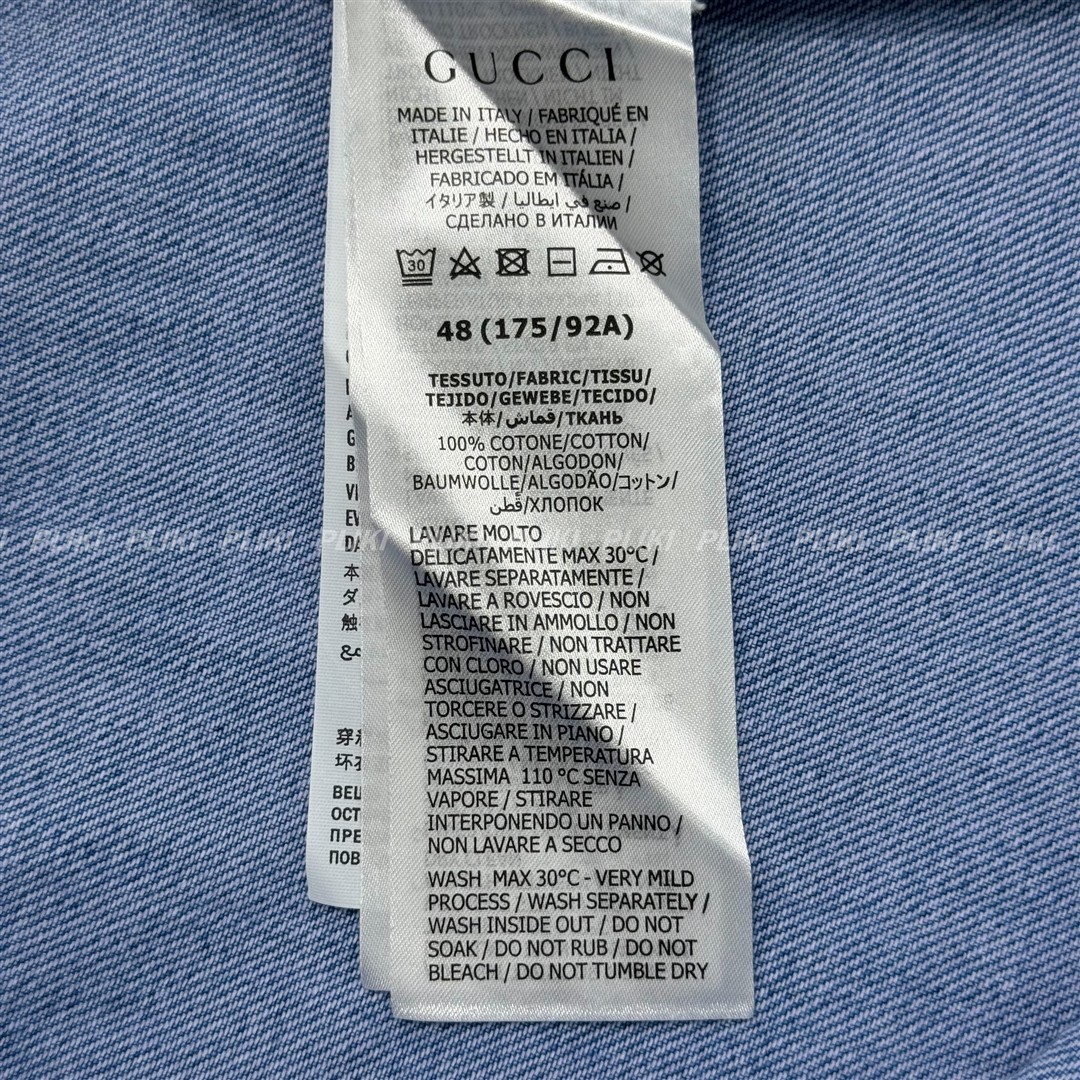 GUCCI
MADE IN ITALY / FABRIQUÉ EN
ITALIE / HECHO EN ITALIA /
HERGESTELLT IN ITALIEN /
FABRICADO EM ITÁLIA /
イタリア製 / صنع في ايطاليا /
СДЕЛАНО В ИТАЛИИ
30
48 (175/92A)
TESSUTO/FABRIC/TISSU/
TEJIDO/GEWEBE/TECIDO/
本体/قماش/ТКАНЬ
100% COTONE/COTTON/
COTON/ALGODON/
BAUMWOLLE/ALGODÃO/コットン/
قطن/ХЛОПОК
LAVARE MOLTO
DELICATAMENTE MAX 30°C /
LAVARE SEPARATAMENTE /
LAVARE A ROVESCIO / NON
LASCIARE IN AMMOLLO / NON
STROFINARE / NON TRATTARE
CON CLORO / NON USARE
ASCIUGATRICE / NON
TORCERE O STRIZZARE /
ASCIUGARE IN PIANO /
STIRARE A TEMPERATURA
MASSIMA 110 °C SENZA
VAPORE / STIRARE
INTERPONENDO UN PANNO /
NON LAVARE A SECCO
WASH MAX 30°C - VERY MILD
PROCESS / WASH SEPARATELY /
WASH INSIDE OUT / DO NOT
SOAK / DO NOT RUB / DO NOT
BLEACH / DO NOT TUMBLE DRY